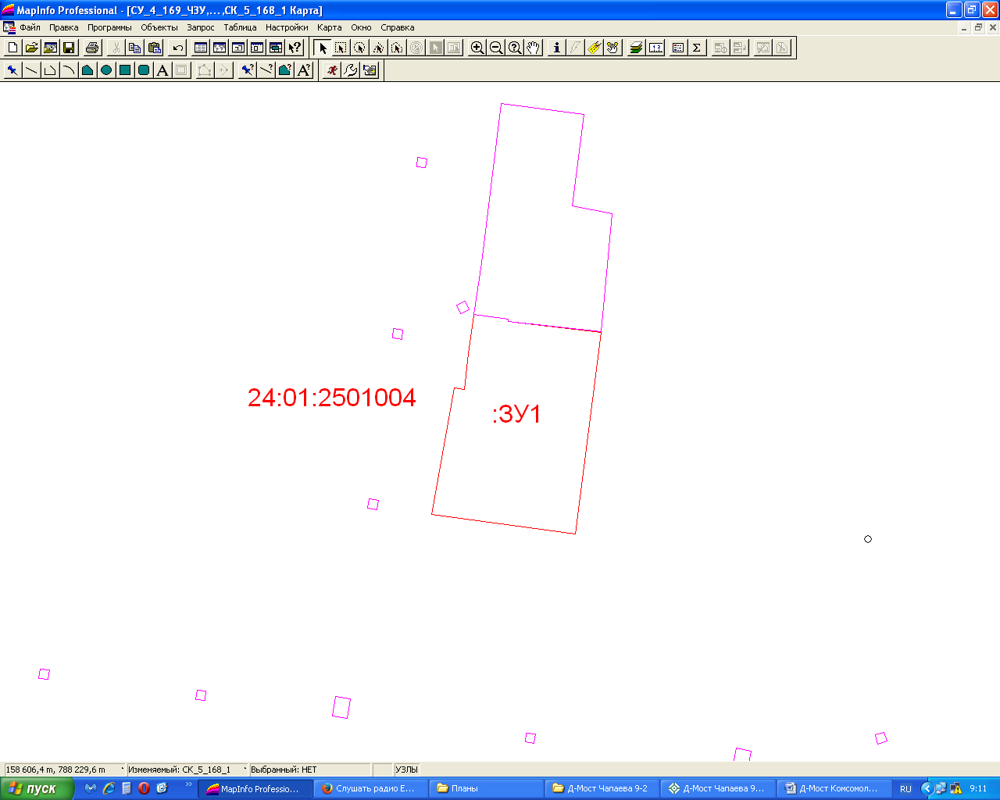 MapInfo Professional - [СУ_4_169_ЧЗУ,...,СК_5_168_1 Карта]
Файл Правка Программы Объекты Запрос Таблица Настройки Карта Окно Справка
24:01:2501004
:ЗУ1
158 606,4 m, 788 229,6 m Изменяемый: СК_5_168_1 Выбранный: НЕТ УЗЛЫ
пуск MapInfo Professio... Слушать радио Е... Планы Д-Мост Чапаева 9-2 Д-Мост Чапаева 9... Д-Мост Комсомол... RU 9:11